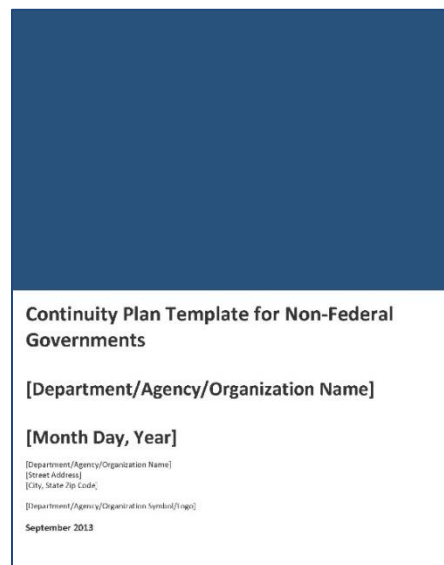 Continuity Plan Template for Non-Federal
Governments
[Department/Agency/Organization Name]
[Month Day, Year]
[Department/Agency/Organization Name]
[Street Address]
[City, State Zip Code]
[Department/Agency/Organization Symbol/Logo]
September 2013